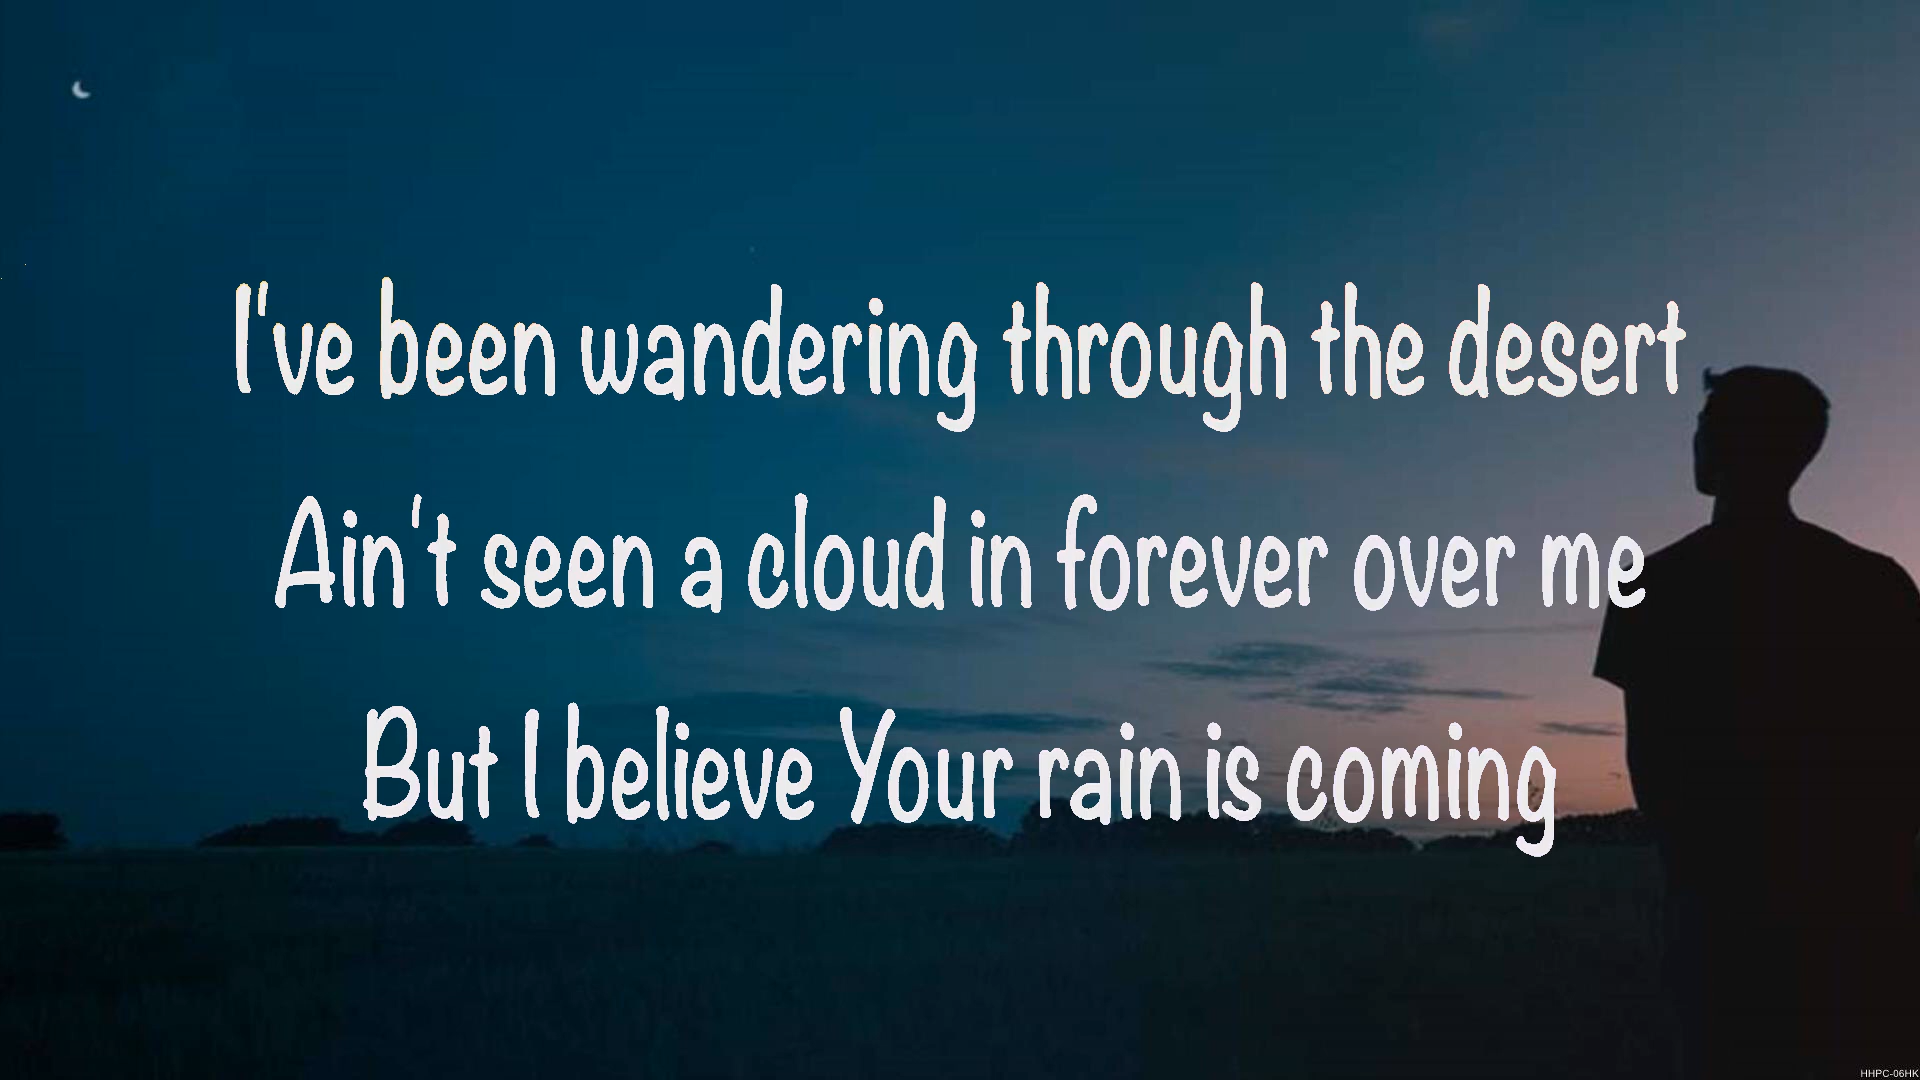 I've been wandering through the desert
Ain't seen a cloud in forever over me
But I believe Your rain is coming
HHPC-06HK